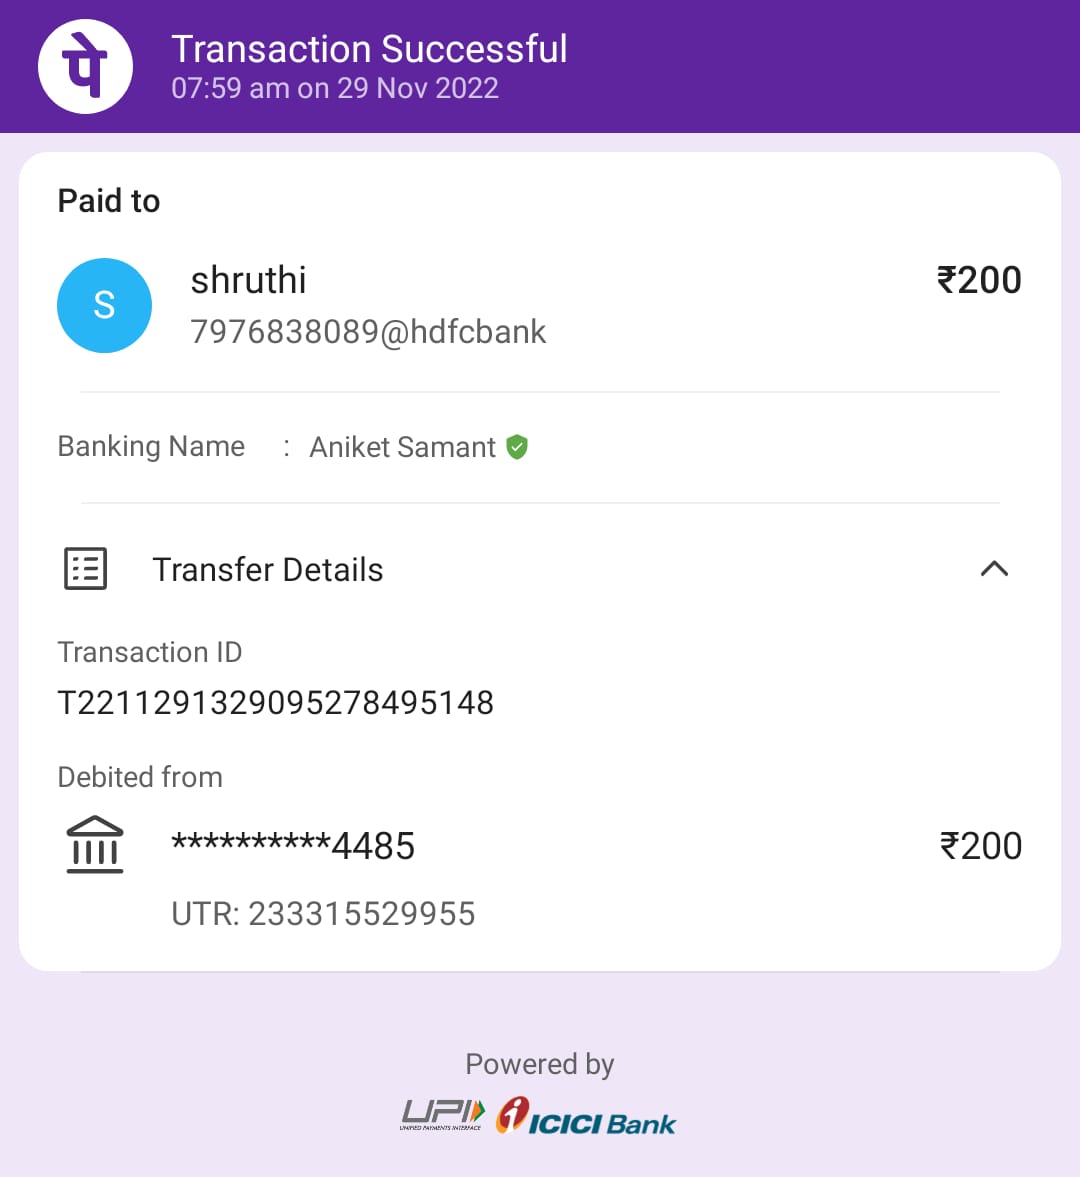 पे
Transaction Successful
07:59 am on 29 Nov 2022
Paid to
S
shruthi
₹200
7976838089@hdfcbank
Banking Name : Aniket Samant
Transfer Details
Transaction ID
T2211291329095278495148
Debited from
**********4485
₹200
UTR: 233315529955
Powered by
UPI
UNIFIED PAYMENTS INTERFACE
ICICI Bank